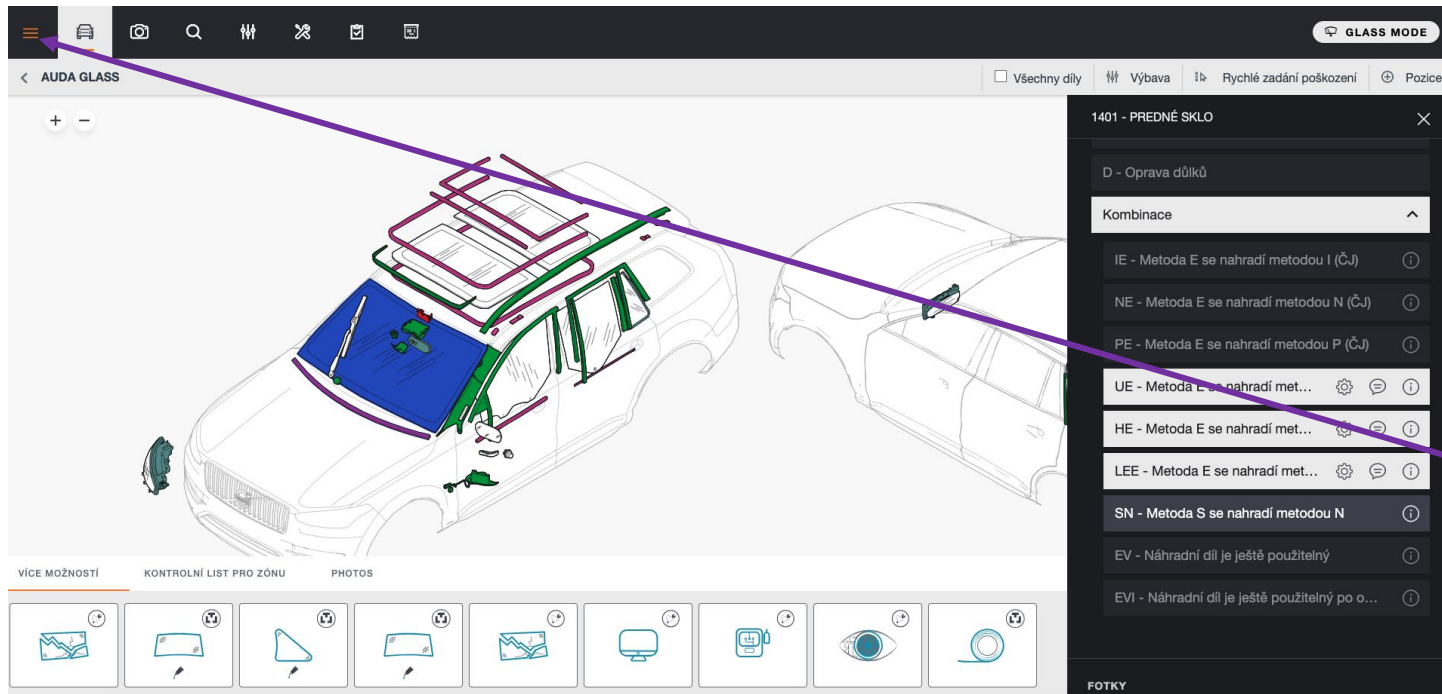 GLASS MODE
AUDA GLASS
Všechny díly
Výbava
Rychlé zadání poškození
Pozice
1401 - PREDNÉ SKLO
D - Oprava důlků
Kombinace
IE - Metoda E se nahradí metodou I (ČJ)
NE - Metoda E se nahradí metodou N (ČJ)
PE - Metoda E se nahradí metodou P (ČJ)
UE - Metoda E se nahradí met...
HE - Metoda E se nahradí met...
LEE - Metoda E se nahradí met...
SN - Metoda S se nahradí metodou N
EV - Náhradní díl je ještě použitelný
EVI - Náhradní díl je ještě použitelný po o...
VÍCE MOŽNOSTÍ
KONTROLNÍ LIST PRO ZÓNU
PHOTOS
FOTKY